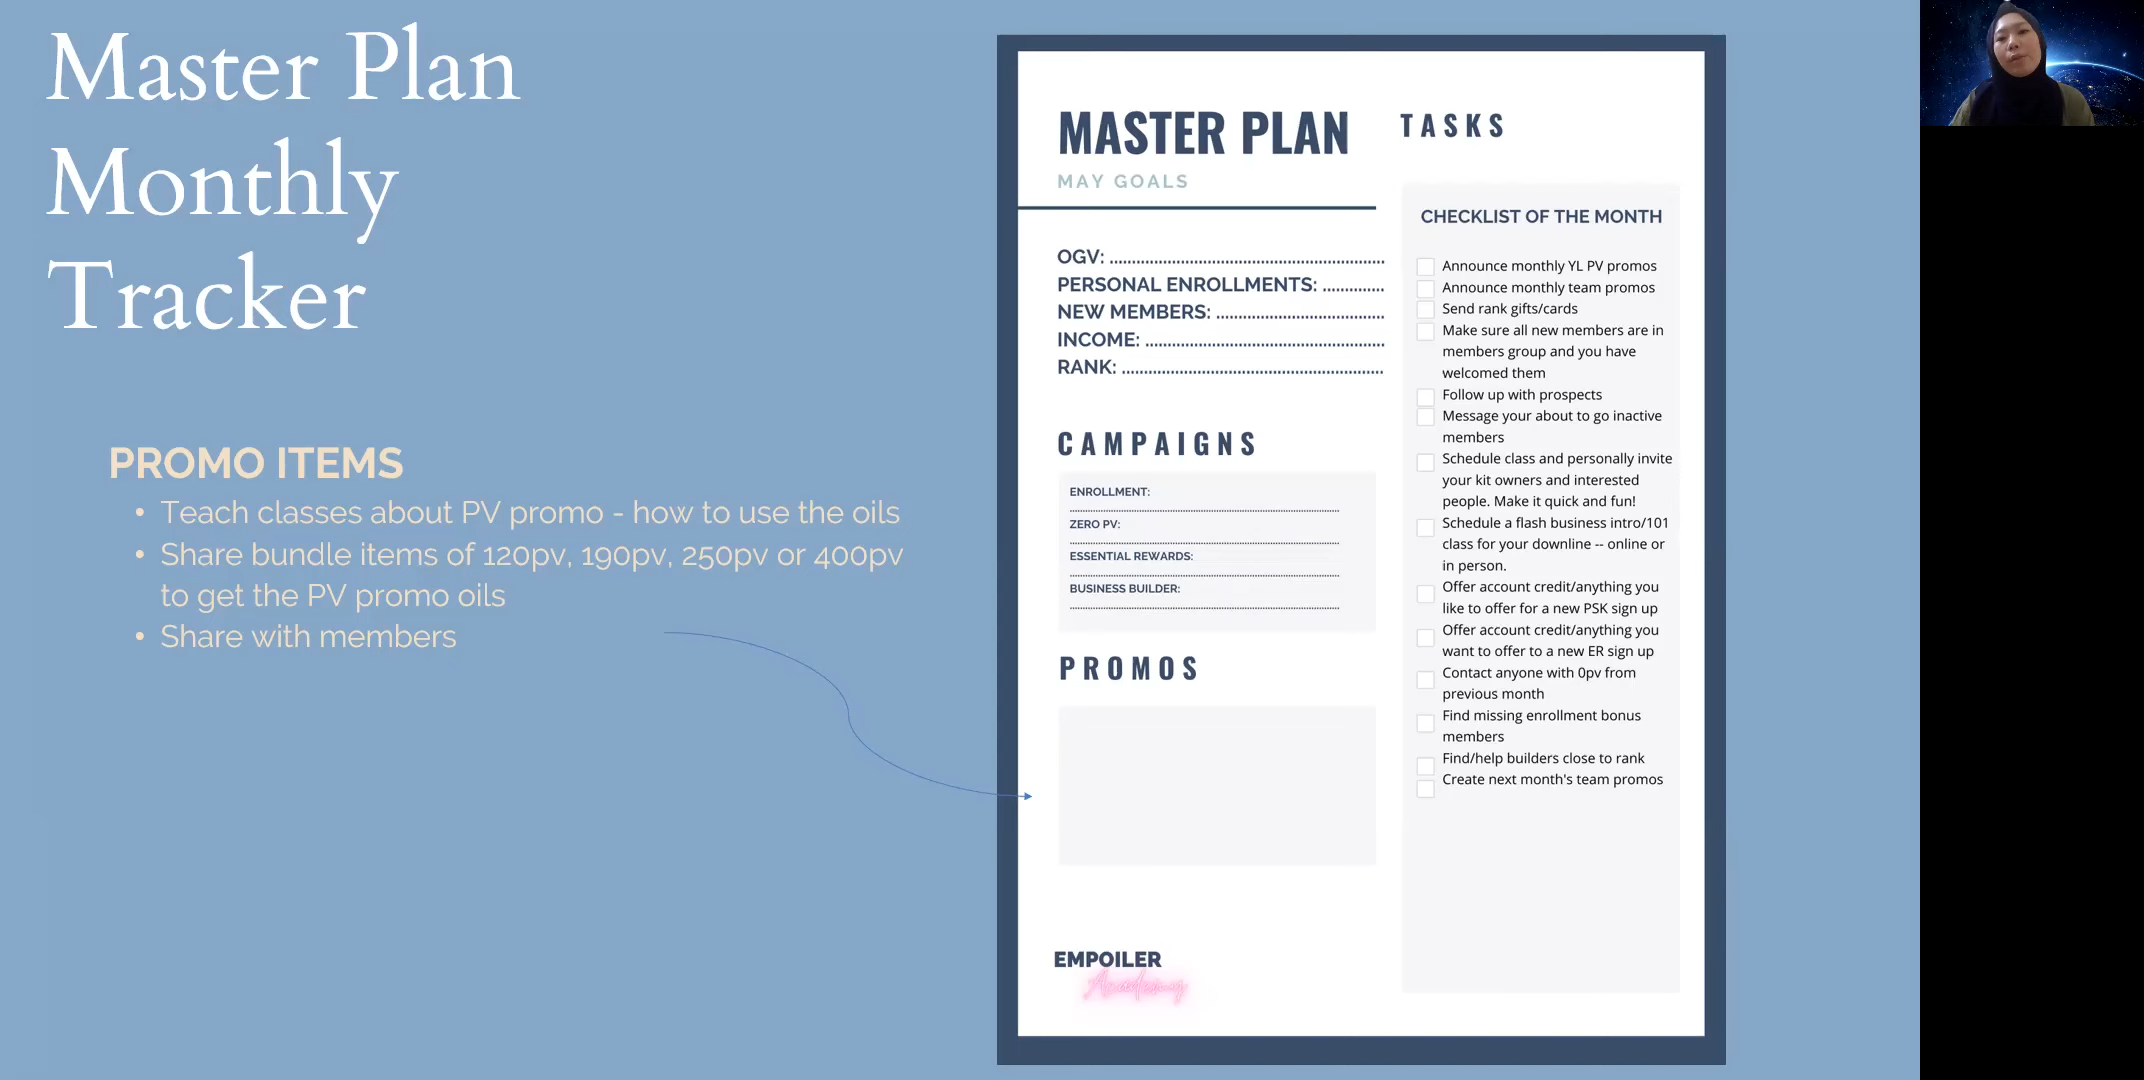 Master Plan
Monthly
Tracker
PROMO ITEMS
• Teach classes about PV promo - how to use the oils
• Share bundle items of 120pv, 190pv, 250pv or 400pv
to get the PV promo oils
• Share with members
MASTER PLAN
MAY GOALS
OGV: ............................................................
PERSONAL ENROLLMENTS: ..............
NEW MEMBERS: .....................................
INCOME: .....................................................
RANK: ..........................................................
CAMPAIGNS
ENROLLMENT:
ZERO PV:
ESSENTIAL REWARDS:
BUSINESS BUILDER:
PROMOS
EMPOILER
Academy
TASKS
CHECKLIST OF THE MONTH
Announce monthly YL PV promos
Announce monthly team promos
Send rank gifts/cards
Make sure all new members are in
members group and you have
welcomed them
Follow up with prospects
Message your about to go inactive
members
Schedule class and personally invite
your kit owners and interested
people. Make it quick and fun!
Schedule a flash business intro/101
class for your downline -- online or
in person.
Offer account credit/anything you
like to offer for a new PSK sign up
Offer account credit/anything you
want to offer to a new ER sign up
Contact anyone with 0pv from
previous month
Find missing enrollment bonus
members
Find/help builders close to rank
Create next month's team promos